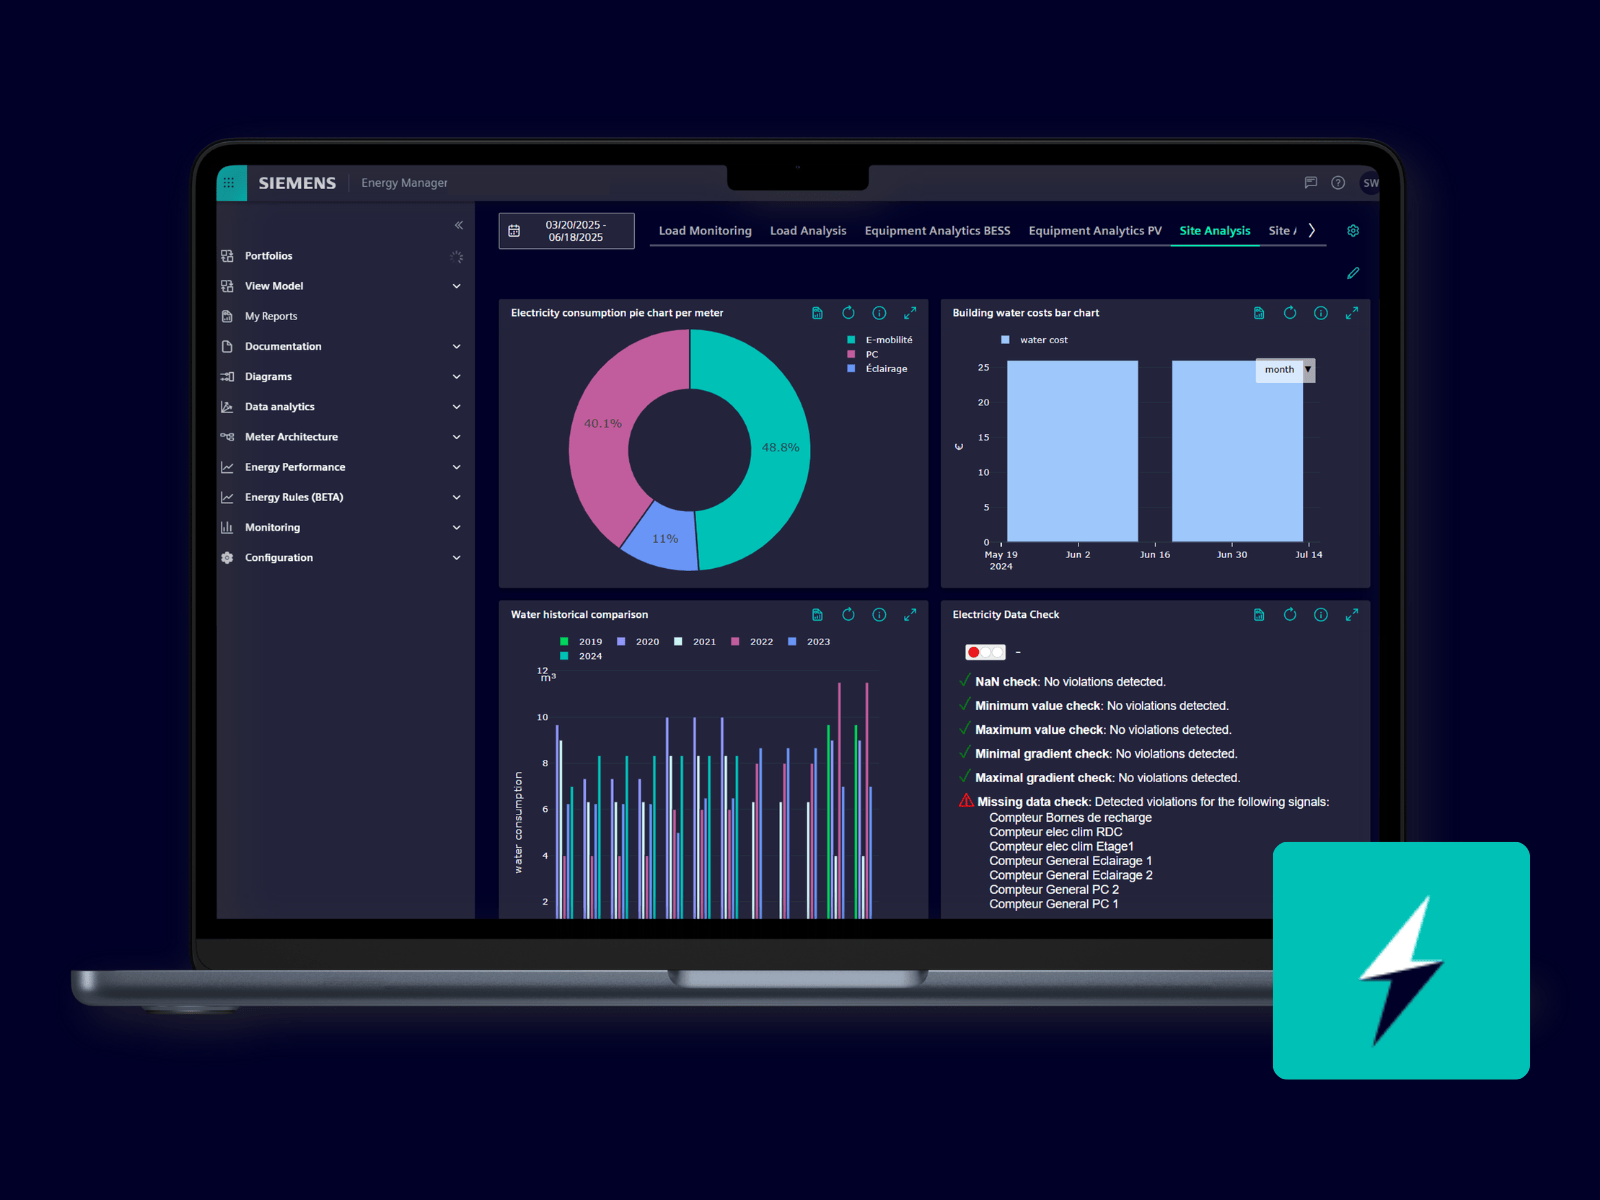 SIEMENS
Energy Manager
SW
03/20/2025 -
06/18/2025
Load Monitoring
Load Analysis
Equipment Analytics BESS
Equipment Analytics PV
Site Analysis
Site
Portfolios
View Model
My Reports
Documentation
Diagrams
Data analytics
Meter Architecture
Energy Performance
Energy Rules (BETA)
Monitoring
Configuration
Electricity consumption pie chart per meter
E-mobilité
PC
Éclairage
40.1%
48.8%
11%
Building water costs bar chart
water cost
month
25
20
15
10
5
0
€
May 19
2024
Jun 2
Jun 16
Jun 30
Jul 14
Water historical comparison
2019 2020 2021 2022 2023
2024
12
m³
10
8
6
4
2
water consumption
Electricity Data Check
-
NaN check: No violations detected.
Minimum value check: No violations detected.
Maximum value check: No violations detected.
Minimal gradient check: No violations detected.
Maximal gradient check: No violations detected.
Missing data check: Detected violations for the following signals:
Compteur Bornes de recharge
Compteur elec clim RDC
Compteur elec clim Etage1
Compteur General Eclairage 1
Compteur General Eclairage 2
Compteur General PC 2
Compteur General PC 1